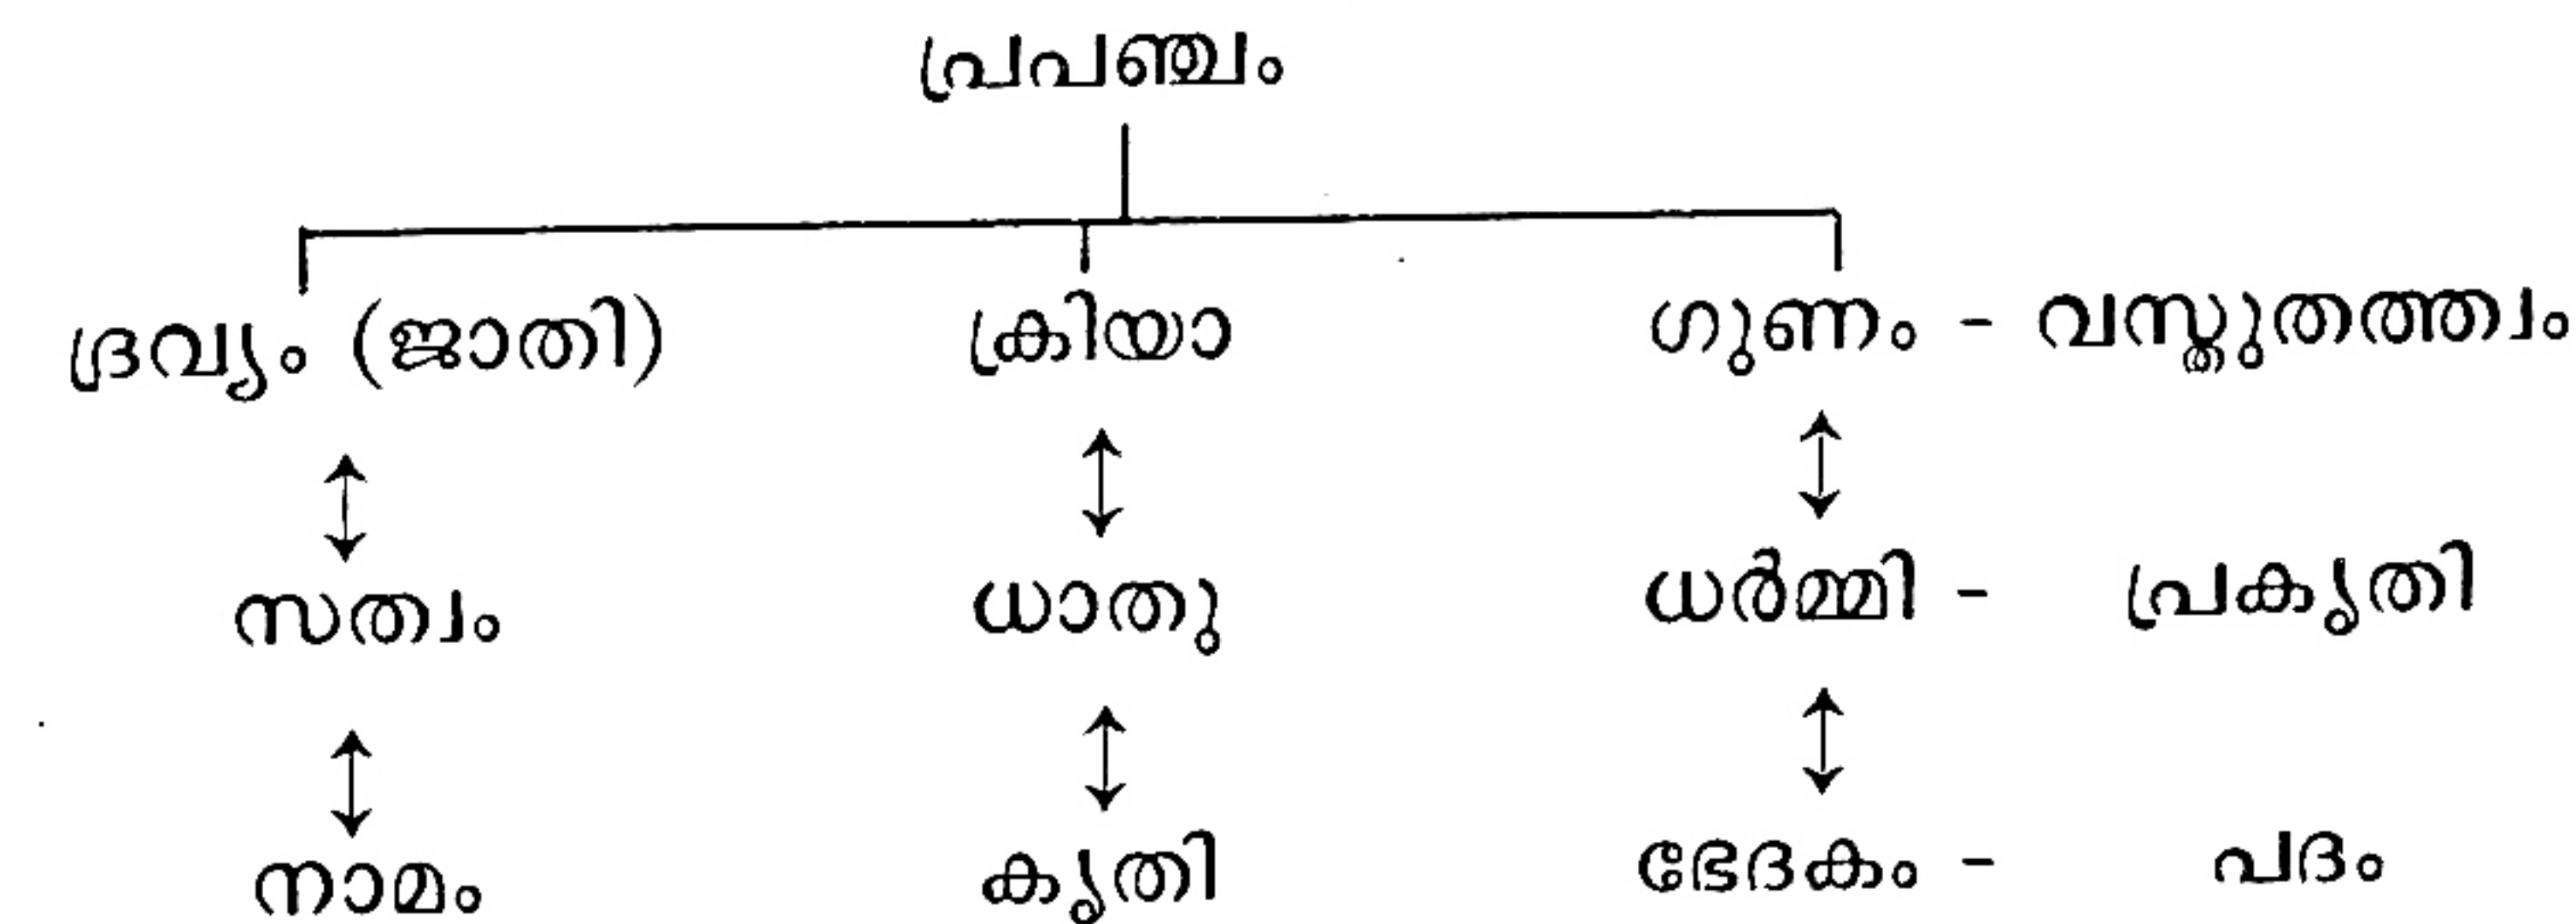 പ്രപഞ്ചം
ദ്രവ്യം (ജാതി) ക്രിയാ ഗുണം - വസ്തുതത്ത്വം
സത്വം ധാതു ധർമ്മി - പ്രകൃതി
നാമം കൃതി ഭേദകം - പദം